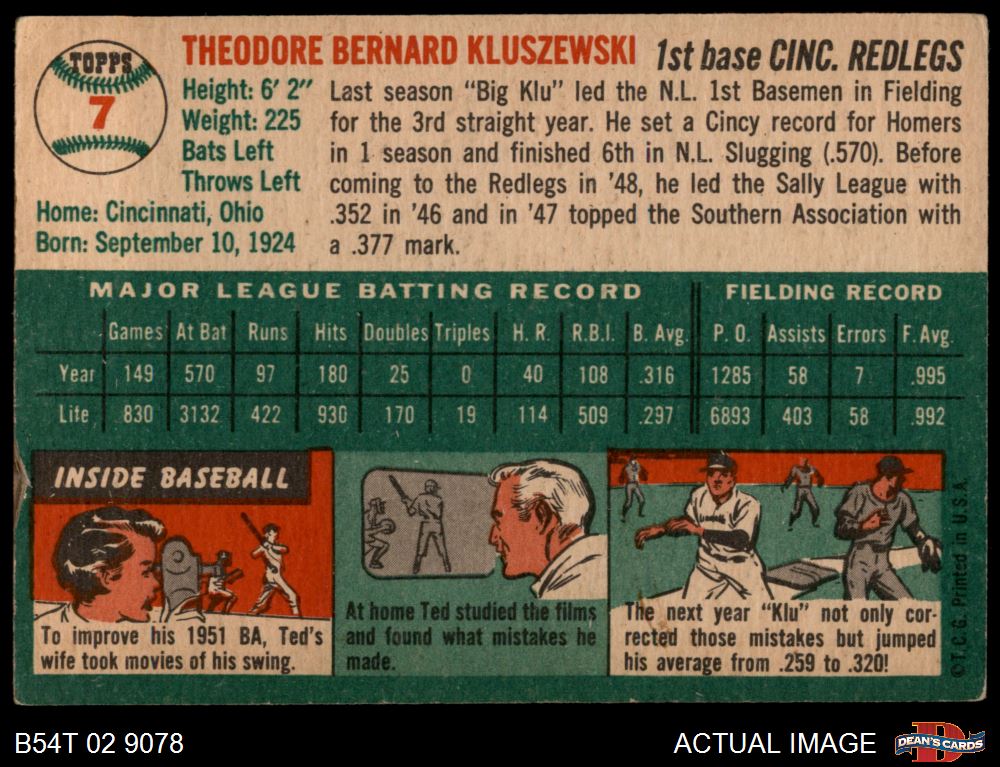 TOPPS
7
THEODORE BERNARD KLUSZEWSKI 1st base CINC. REDLEGS
Height: 6' 2"
Weight: 225
Bats Left
Throws Left
Home: Cincinnati, Ohio
Born: September 10, 1924
Last season "Big Klu" led the N.L. 1st Basemen in Fielding
for the 3rd straight year. He set a Cincy record for Homers
in 1 season and finished 6th in N.L. Slugging (.570). Before
coming to the Redlegs in '48, he led the Sally League with
.352 in '46 and in '47 topped the Southern Association with
a .377 mark.
MAJOR LEAGUE BATTING RECORD FIELDING RECORD
Games At Bat Runs Hits Doubles Triples H. R. R.B.I. B. Avg. P. O. Assists Errors F. Avg.
Year 149 570 97 180 25 0 40 108 .316 1285 58 7 .995
Life 830 3132 422 930 170 19 114 509 .297 6893 403 58 .992
INSIDE BASEBALL
To improve his 1951 BA, Ted's
wife took movies of his swing.
At home Ted studied the films
and found what mistakes he
made.
The next year "Klu" not only cor-
rected those mistakes but jumped
his average from .259 to .320!
©T.C.G. Printed in U.S.A.
B54T 02 9078
ACTUAL IMAGE
D
DEAN'S CARDS